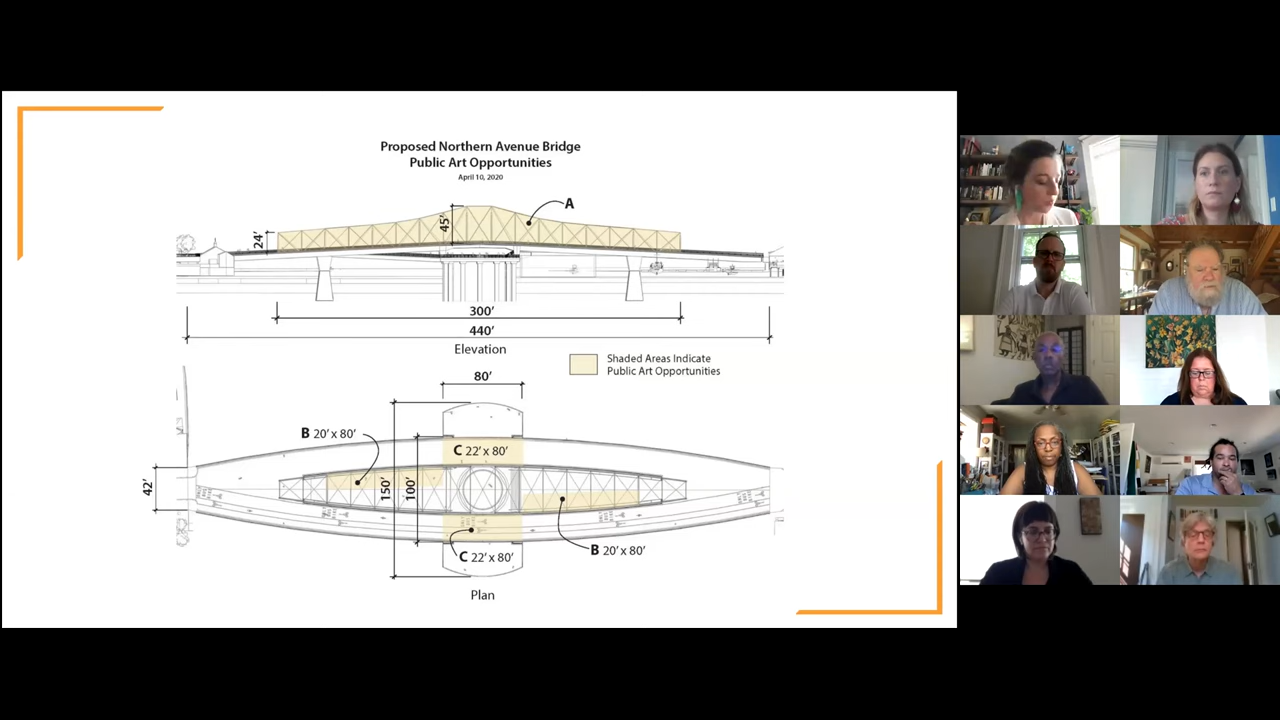 Proposed Northern Avenue Bridge
Public Art Opportunities
April 10, 2020
A
45'
24'
300'
440'
Elevation
Shaded Areas Indicate
Public Art Opportunities
80'
B 20' x 80'
C 22' x 80'
150'
100'
42'
C 22' x 80'
B 20' x 80'
Plan